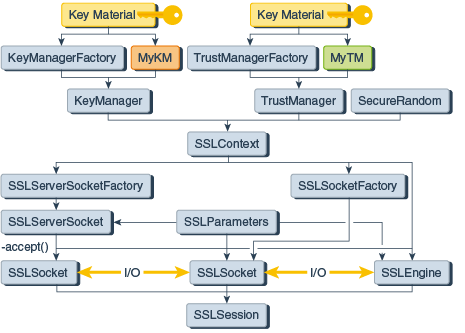 Key Material
Key Material
KeyManagerFactory
MyKM
TrustManagerFactory
MyTM
KeyManager
TrustManager
SecureRandom
SSLContext
SSLServerSocketFactory
SSLSocketFactory
SSLServerSocket
SSLParameters
-accept()
SSLSocket
I/O
SSLSocket
I/O
SSLEngine
SSLSession